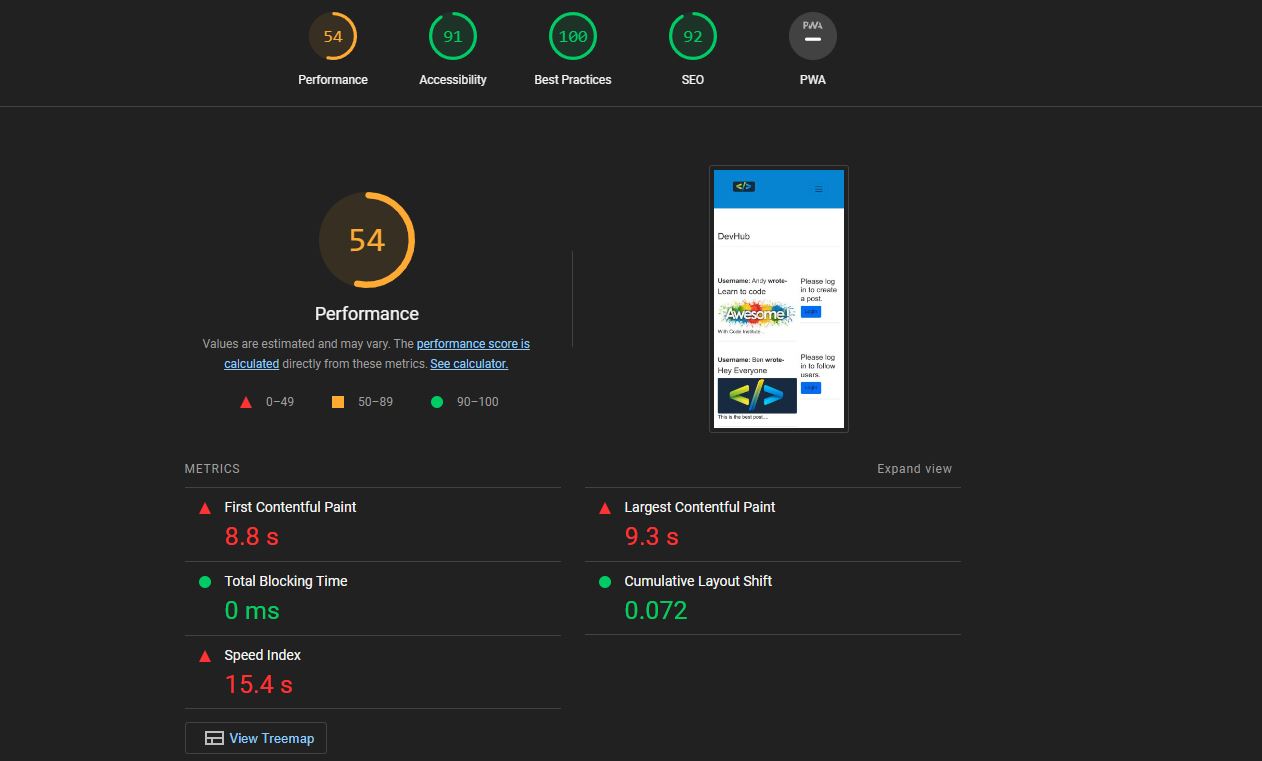 54
91
100
92
PWA
Performance
Accessibility
Best Practices
SEO
PWA
54
Performance
Values are estimated and may vary. The performance score is
calculated directly from these metrics. See calculator.
0–49
50–89
90–100
</>
DevHub
Username: Andy wrote-
Learn to code
Awesome!
With Code Institute...
Please log
in to create
a post.
Login
Username: Ben wrote-
Hey Everyone
</>
This is the best post...
Please log
in to follow
users.
Login
METRICS
Expand view
First Contentful Paint
8.8 s
Largest Contentful Paint
9.3 s
Total Blocking Time
0 ms
Cumulative Layout Shift
0.072
Speed Index
15.4 s
View Treemap